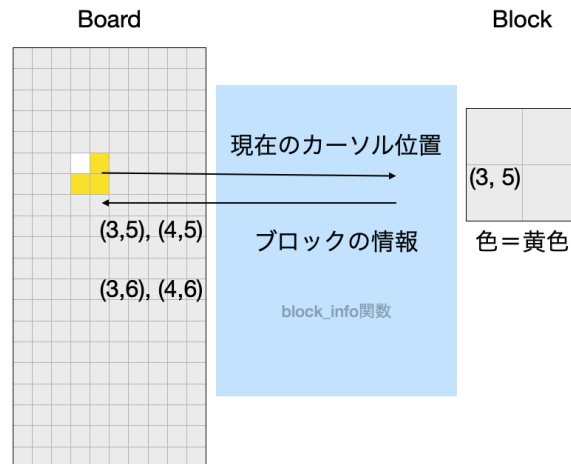 Board
Block
現在のカーソル位置
(3, 5)
(3,5), (4,5)
ブロックの情報
色＝黄色
(3,6), (4,6)
block_info関数